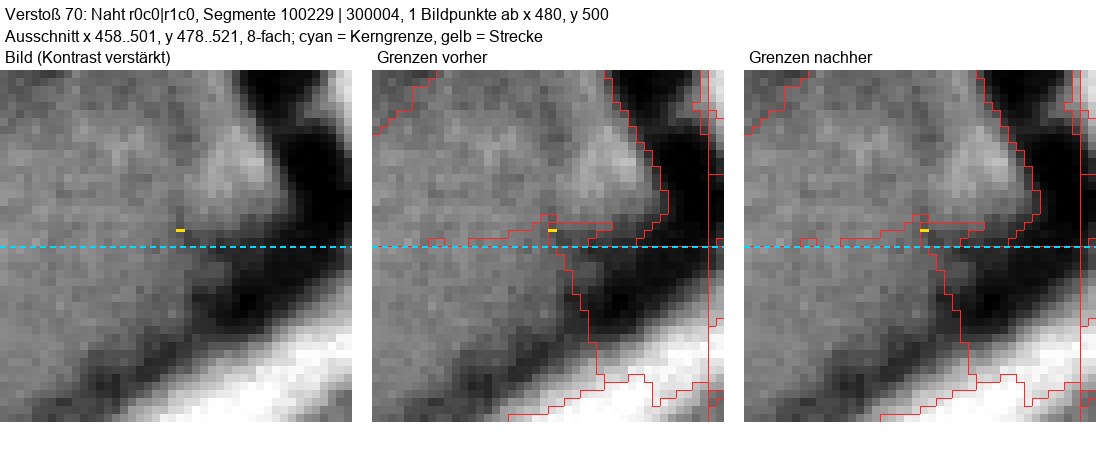 Verstoß 70: Naht r0c0|r1c0, Segmente 100229 | 300004, 1 Bildpunkte ab x 480, y 500
Ausschnitt x 458..501, y 478..521, 8-fach; cyan = Kerngrenze, gelb = Strecke
Bild (Kontrast verstärkt) Grenzen vorher Grenzen nachher